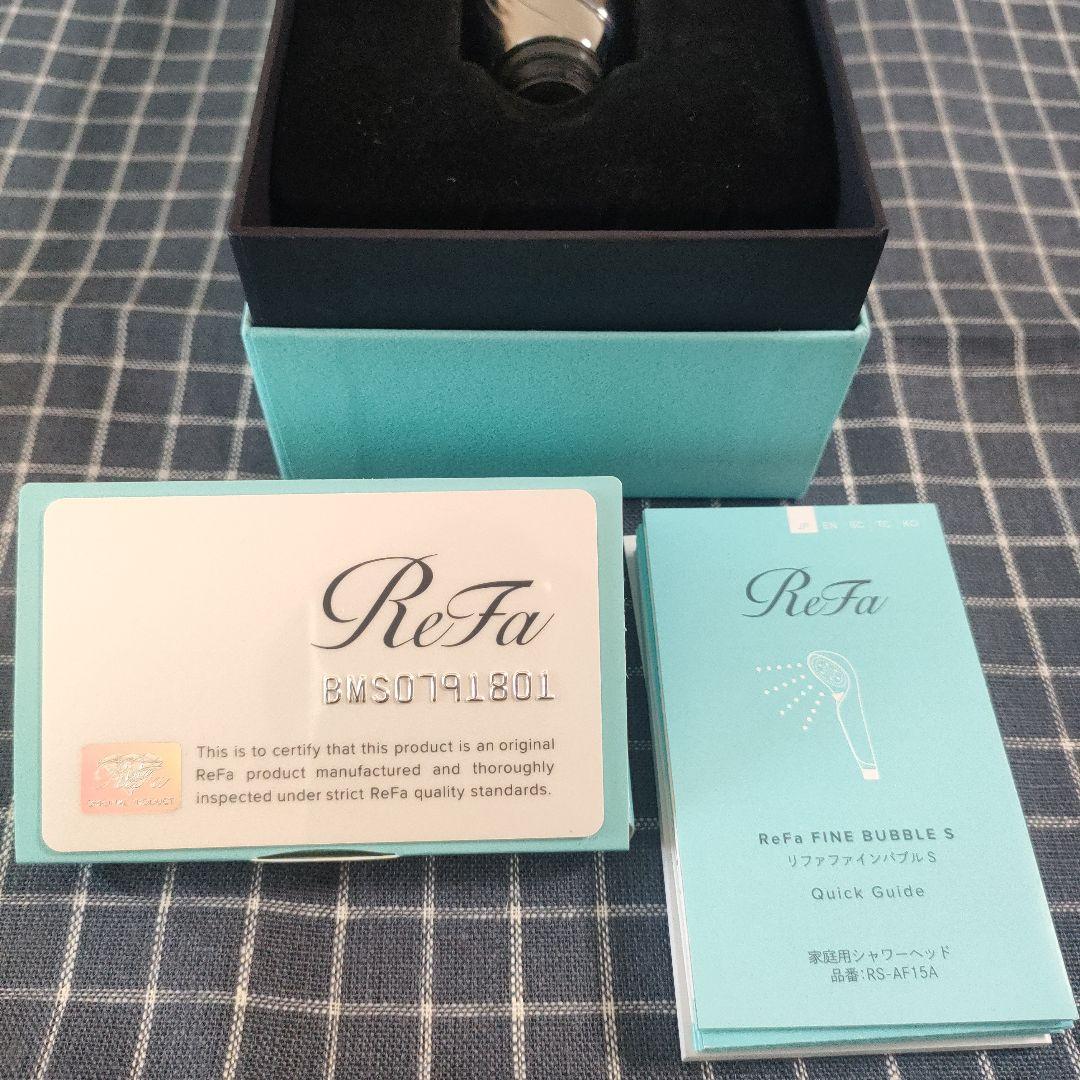 ReFa
BMS0791801
This is to certify that this product is an original
ReFa product manufactured and thoroughly
inspected under strict ReFa quality standards.
JP EN SC TC KO
ReFa
ReFa FINE BUBBLE S
リファファインバブル S
Quick Guide
家庭用シャワーヘッド
品番:RS-AF15A